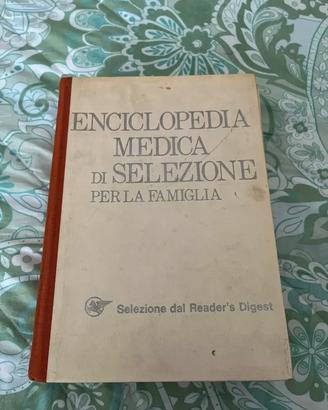 ENCICLOPEDIA
MEDICA
DI SELEZIONE
PER LA FAMIGLIA
Selezione dal Reader's Digest